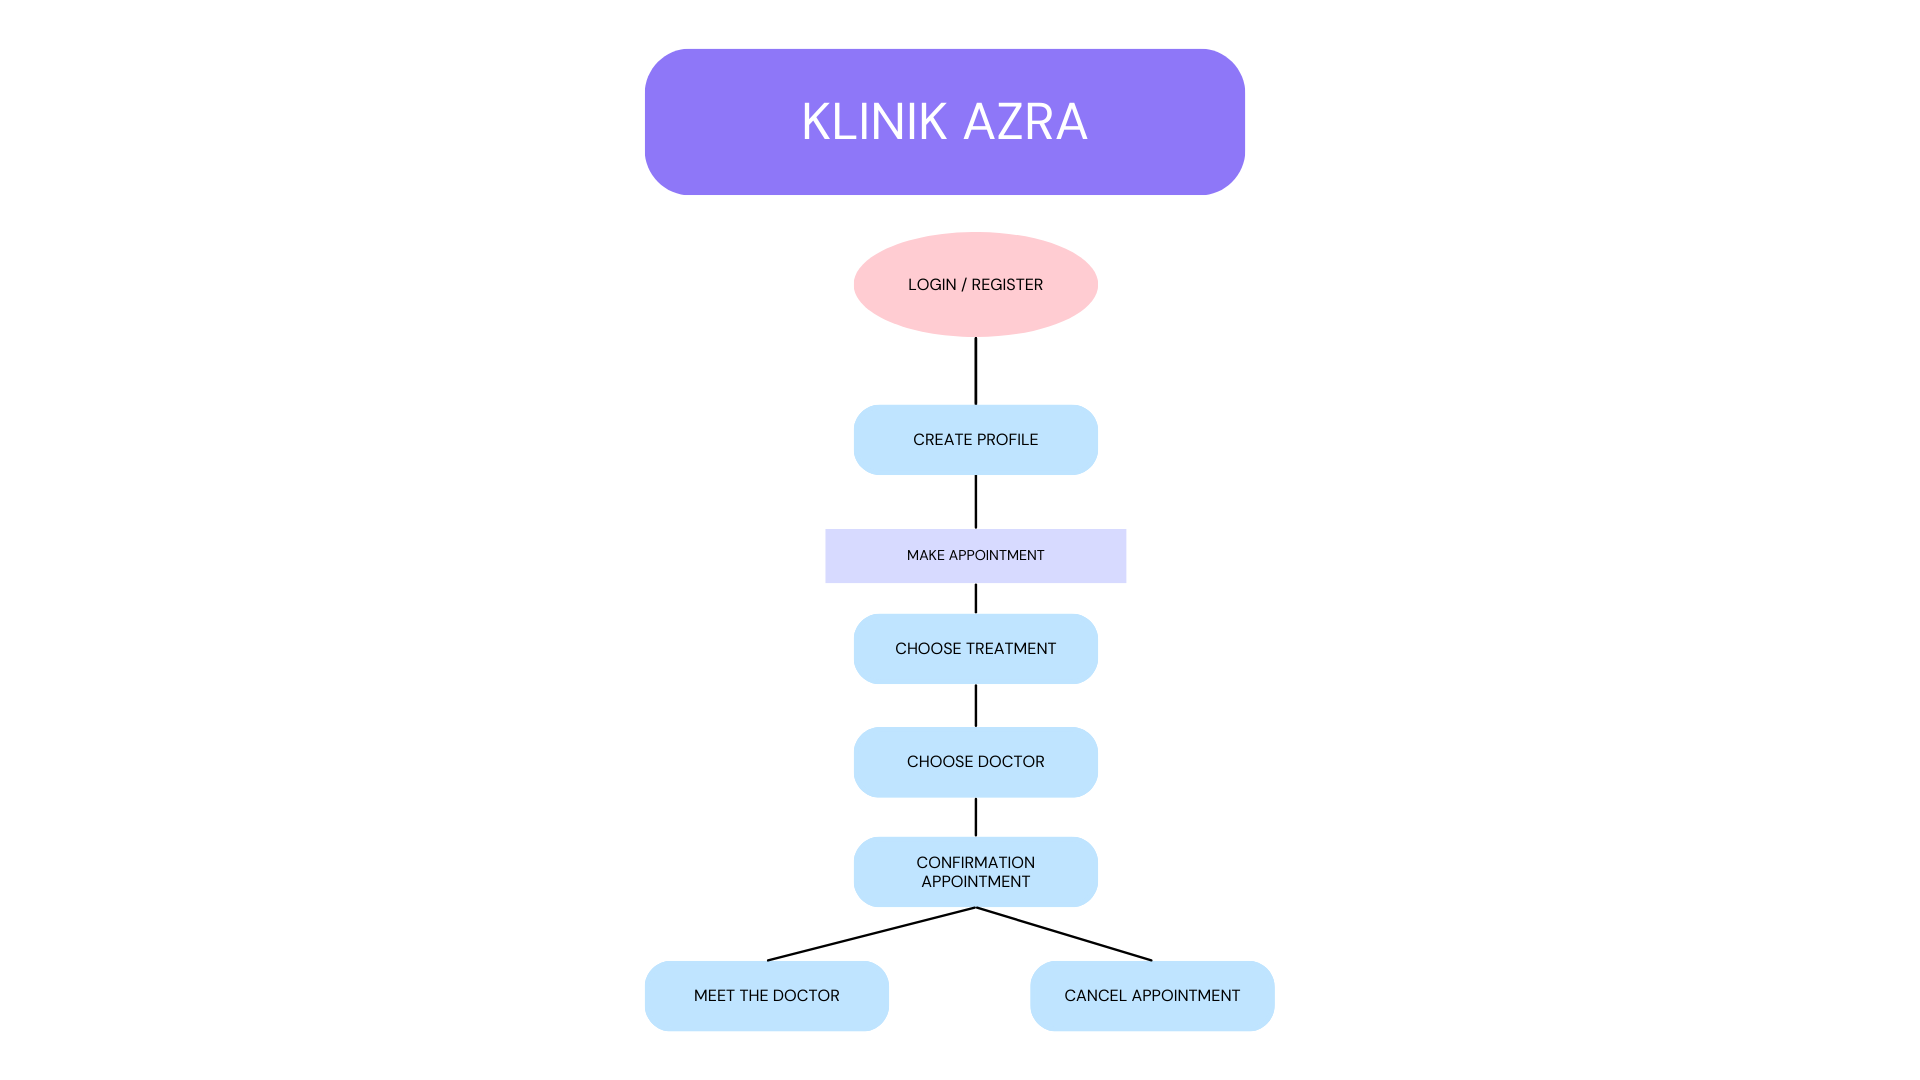 KLINIK AZRA
LOGIN / REGISTER
CREATE PROFILE
MAKE APPOINTMENT
CHOOSE TREATMENT
CHOOSE DOCTOR
CONFIRMATION
APPOINTMENT
MEET THE DOCTOR
CANCEL APPOINTMENT